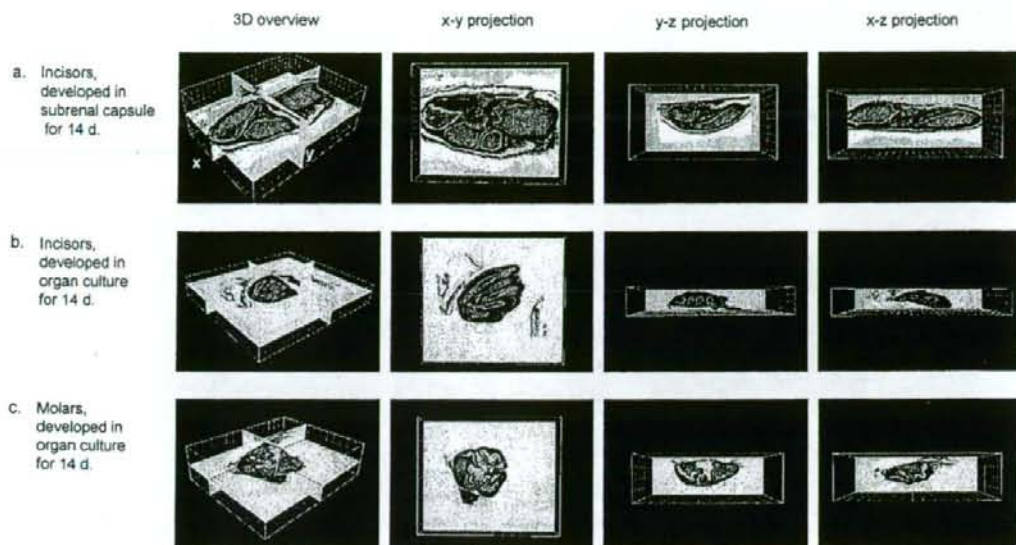 3D overview
x-y projection
y-z projection
x-z projection
a. Incisors,
developed in
subrenal capsule
for 14 d.
x
y
b. Incisors,
developed in
organ culture
for 14 d.
c. Molars,
developed in
organ culture
for 14 d.